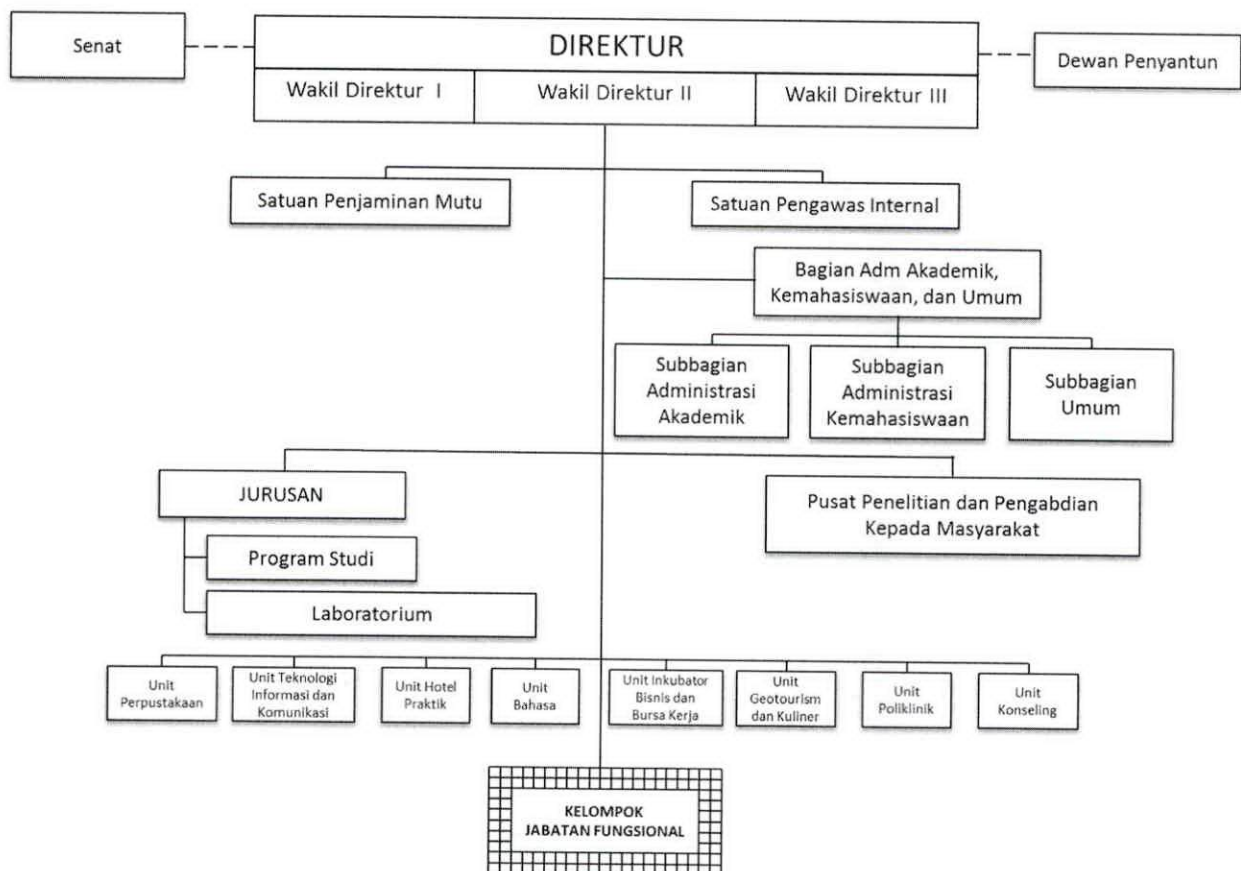 Senat
DIREKTUR
Dewan Penyantun
Wakil Direktur I
Wakil Direktur II
Wakil Direktur III
Satuan Penjaminan Mutu
Satuan Pengawas Internal
Bagian Adm Akademik,
Kemahasiswaan, dan Umum
Subbagian
Administrasi
Akademik
Subbagian
Administrasi
Kemahasiswaan
Subbagian
Umum
JURUSAN
Pusat Penelitian dan Pengabdian
Kepada Masyarakat
Program Studi
Laboratorium
Unit
Perpustakaan
Unit Teknologi
Informasi dan
Komunikasi
Unit Hotel
Praktik
Unit
Bahasa
Unit Inkubator
Bisnis dan
Bursa Kerja
Unit
Geotourism
dan Kuliner
Unit
Poliklinik
Unit
Konseling
KELOMPOK
JABATAN FUNGSIONAL